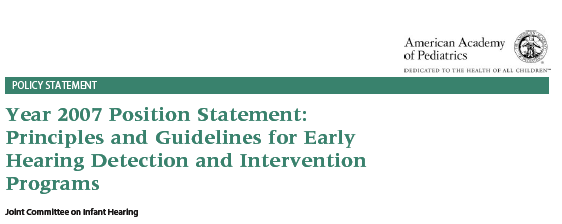 American Academy
of Pediatrics
DEDICATED TO THE HEALTH OF ALL CHILDREN™
POLICY STATEMENT
Year 2007 Position Statement:
Principles and Guidelines for Early
Hearing Detection and Intervention
Programs
Joint Committee on Infant Hearing